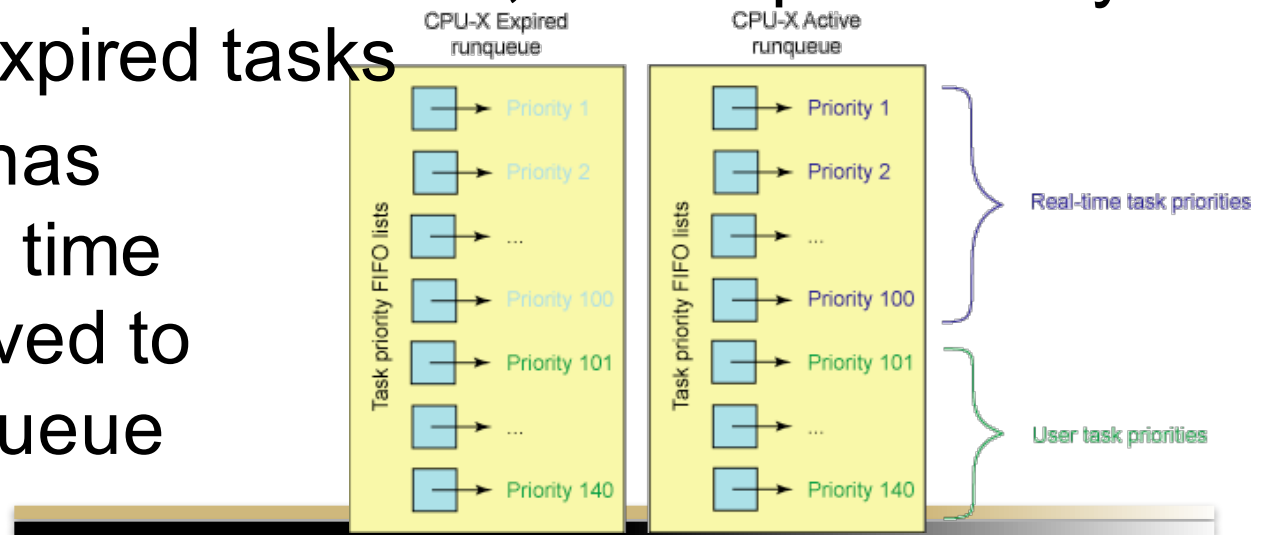 xpired tasks
has
time
ved to
ueue
CPU-X Expired
runqueue
Task priority FIFO lists
Priority 1
Priority 2
...
Priority 100
Priority 101
...
Priority 140
CPU-X Active
runqueue
Task priority FIFO lists
Priority 1
Priority 2
...
Priority 100
Priority 101
...
Priority 140
Real-time task priorities
User task priorities